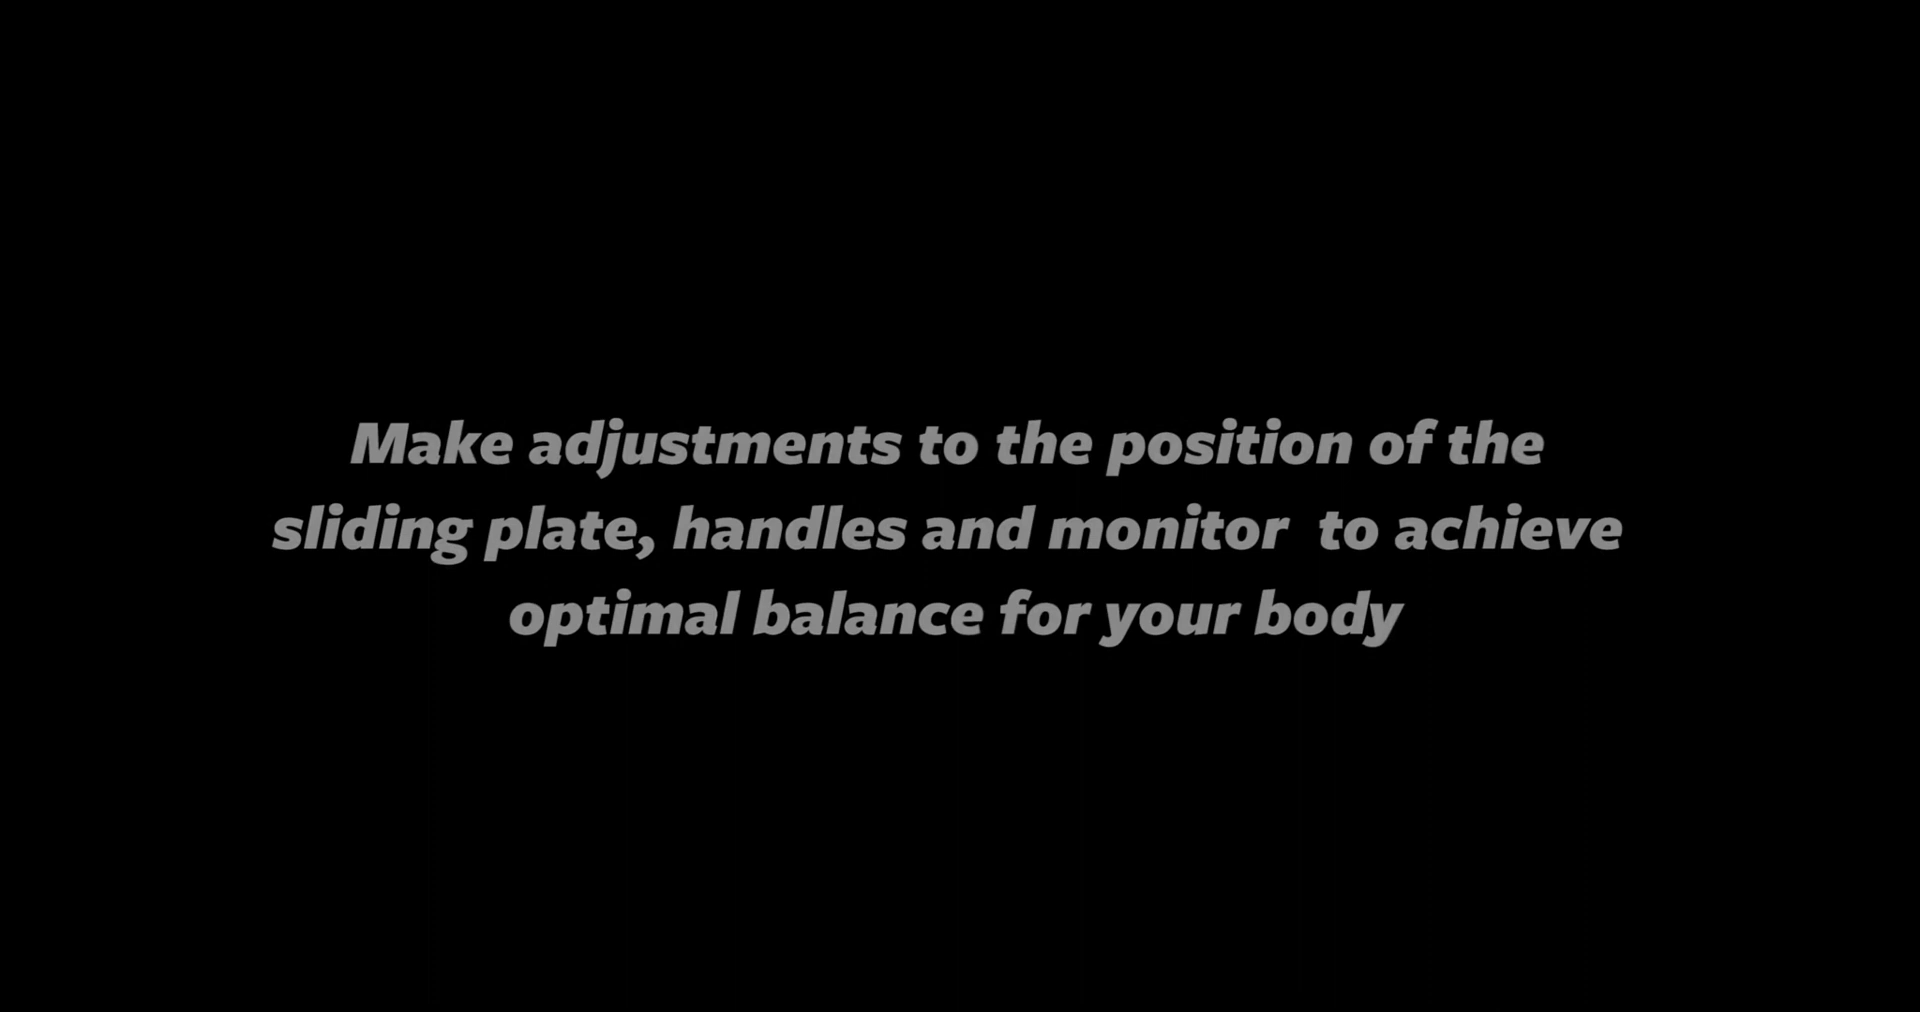 Make adjustments to the position of the
sliding plate, handles and monitor  to achieve
optimal balance for your body